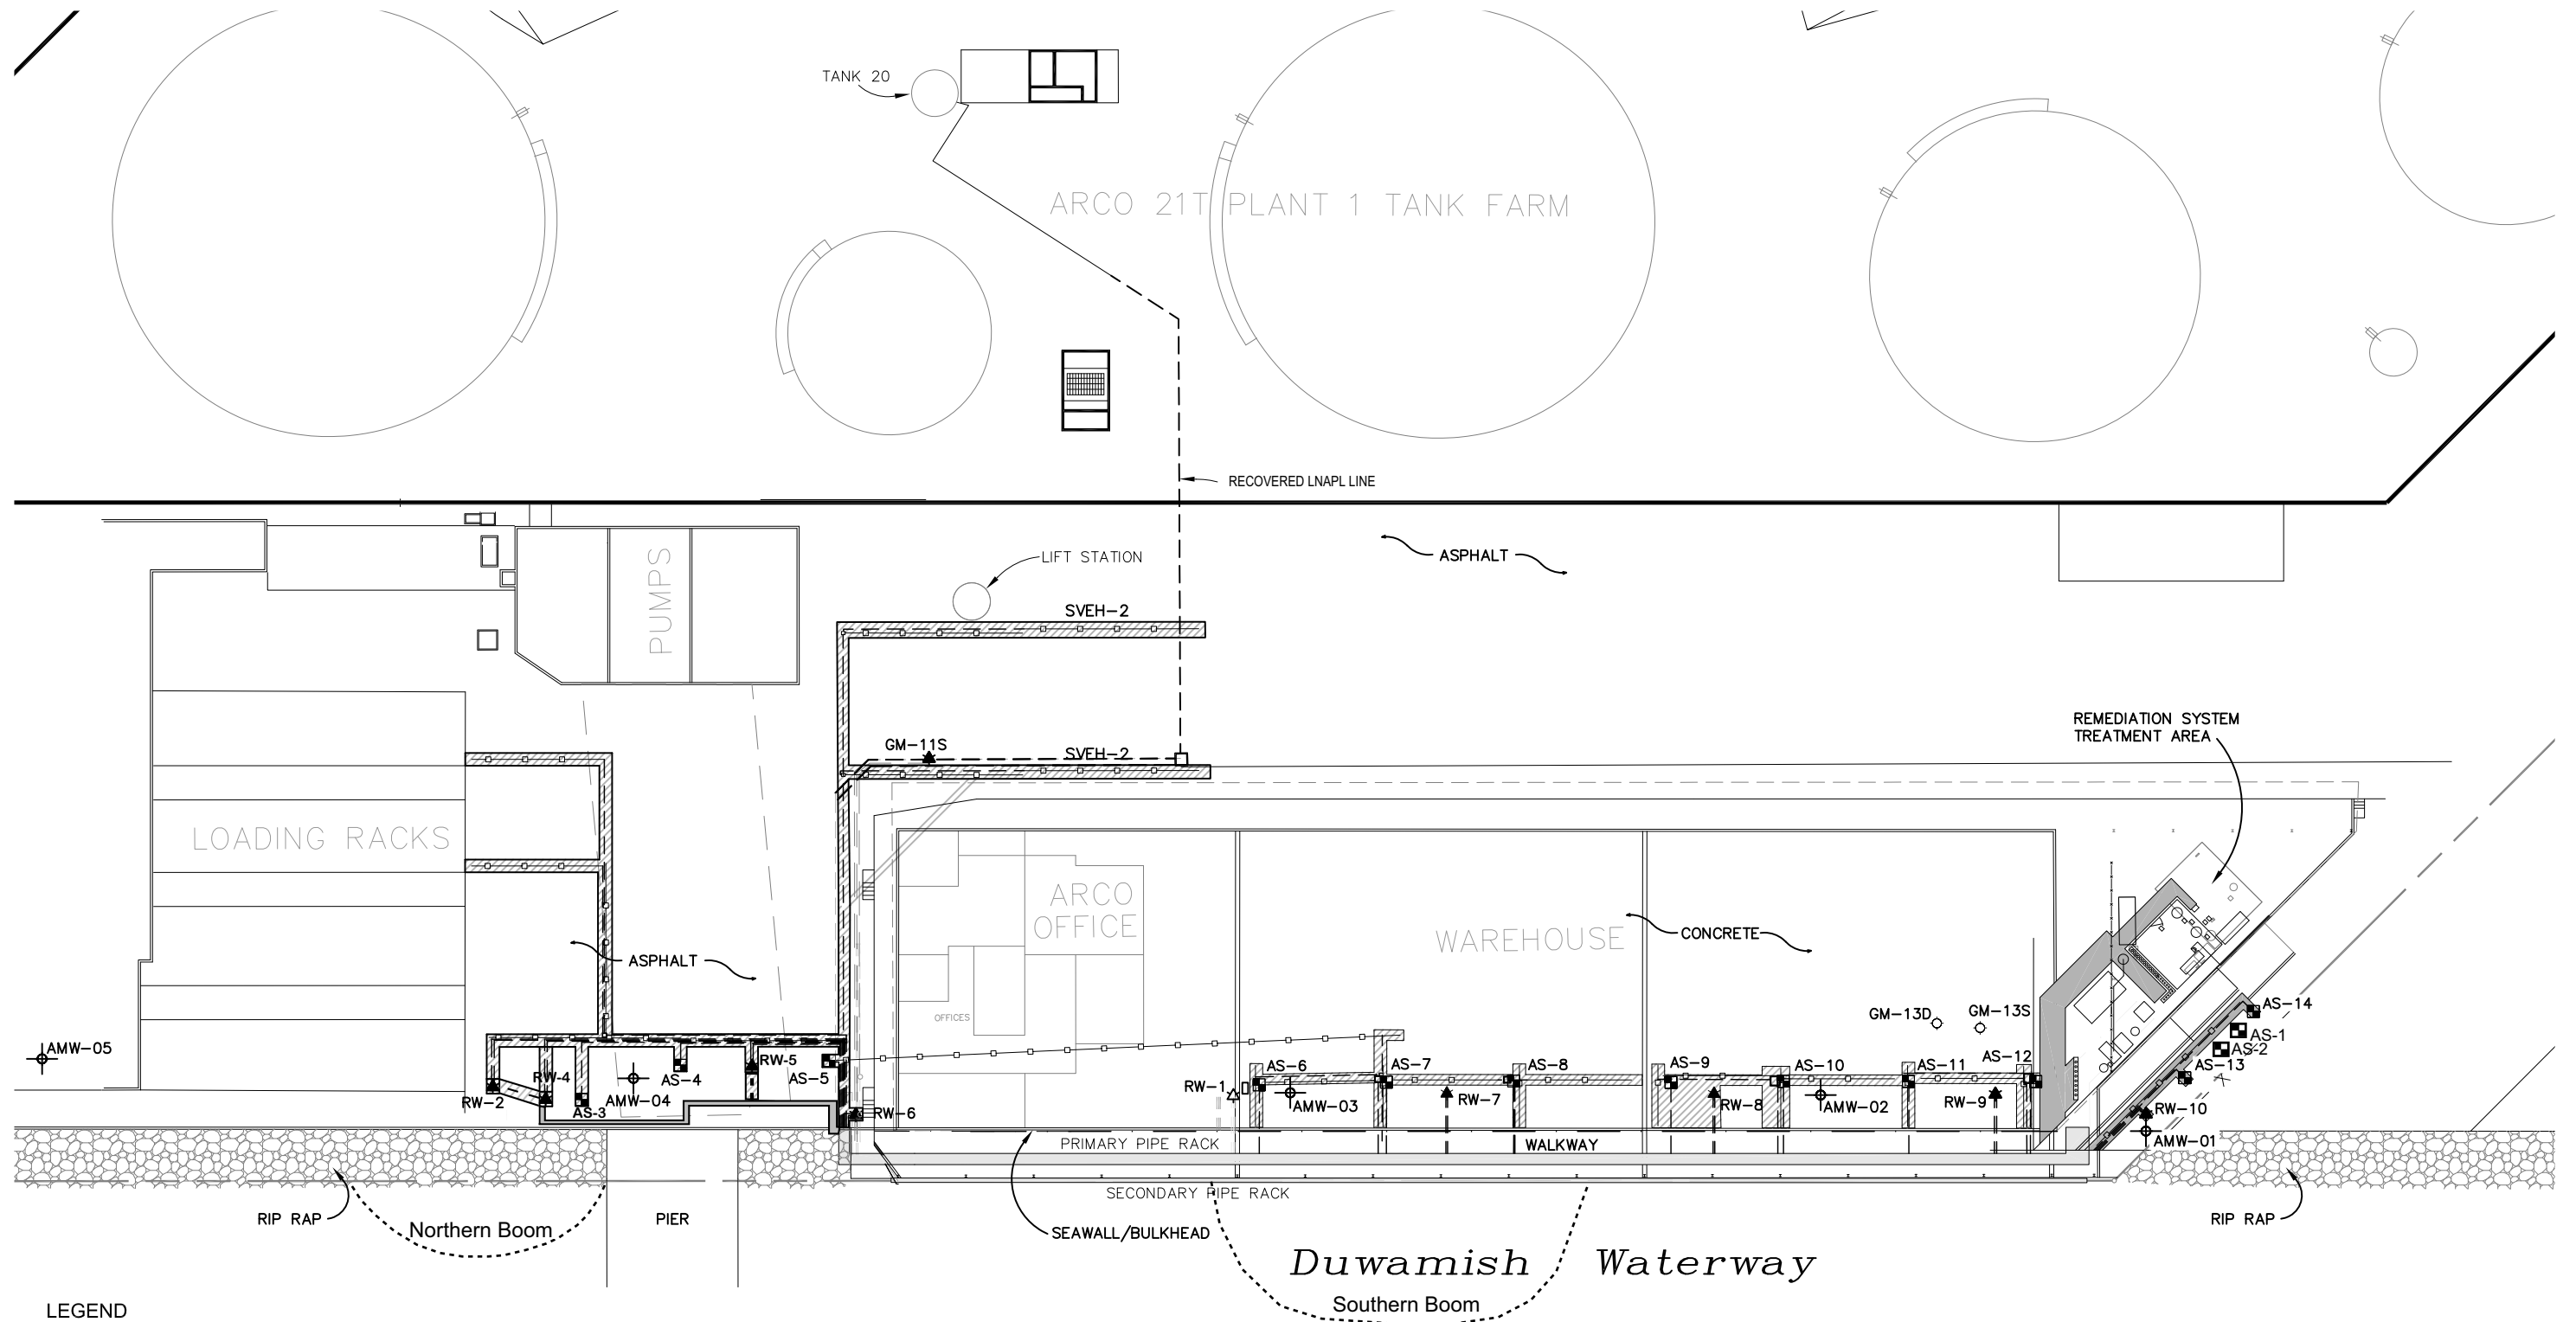 TANK 20
ARCO 21T PLANT 1 TANK FARM
RECOVERED LNAPL LINE
LIFT STATION
ASPHALT
PUMPS
SVEH-2
REMEDIATION SYSTEM
TREATMENT AREA
GM-11S
SVEH-2
LOADING RACKS
ARCO
OFFICE
WAREHOUSE
CONCRETE
ASPHALT
OFFICES
GM-13D
GM-13S
AS-14
AS-1
AS-2
AS-13
AMW-05
RW-5
RW-4
AS-4
AS-5
RW-2
AS-3
AMW-04
RW-6
RW-1
AS-6
AMW-03
AS-7
RW-7
AS-8
AS-9
RW-8
AS-10
AMW-02
AS-11
RW-9
AS-12
RW-10
AMW-01
PRIMARY PIPE RACK
WALKWAY
SECONDARY PIPE RACK
RIP RAP
Northern Boom
PIER
SEAWALL/BULKHEAD
RIP RAP
Duwamish Waterway
Southern Boom
LEGEND